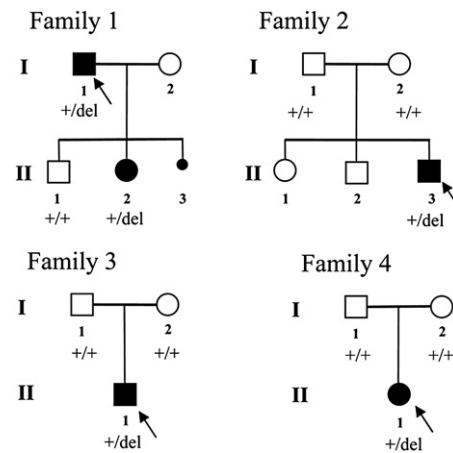 Family 1
I
1
2
+/del
II
1
2
3
+/+
+/del
Family 2
I
1
2
+/+
+/+
II
1
2
3
+/del
Family 3
I
1
2
+/+
+/+
II
1
+/del
Family 4
I
1
2
+/+
+/+
II
1
+/del